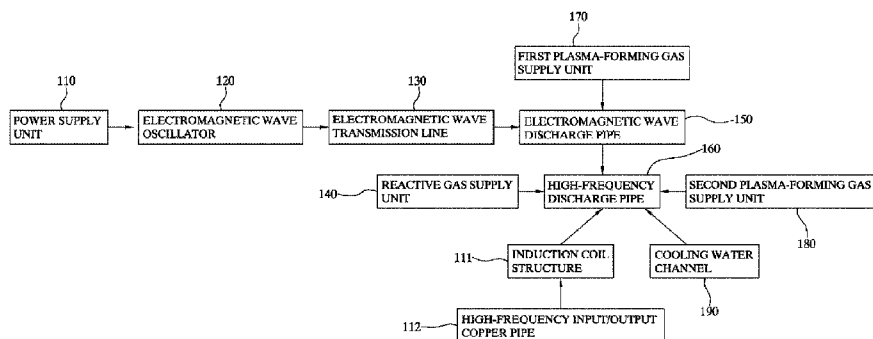 170
FIRST PLASMA-FORMING GAS
SUPPLY UNIT
110
120
130
POWER SUPPLY
UNIT
ELECTROMAGNETIC WAVE
OSCILLATOR
ELECTROMAGNETIC WAVE
TRANSMISSION LINE
ELECTROMAGNETIC WAVE
DISCHARGE PIPE
150
160
140
REACTIVE GAS SUPPLY
UNIT
HIGH-FREQUENCY
DISCHARGE PIPE
SECOND PLASMA-FORMING GAS
SUPPLY UNIT
180
111
INDUCTION COIL
STRUCTURE
COOLING WATER
CHANNEL
190
112
HIGH-FREQUENCY INPUT/OUTPUT
COPPER PIPE